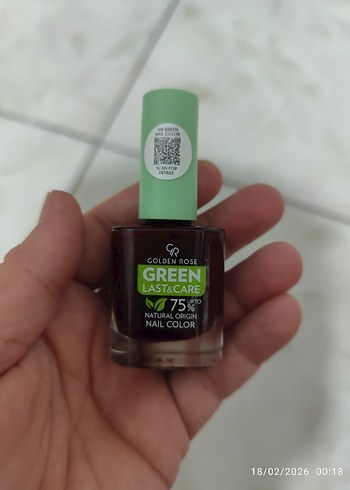 GR GREEN
NAIL COLOR
SCAN FOR
DETAILS
GR
GOLDEN ROSE
GREEN
LAST&CARE
75% UP TO
NATURAL ORIGIN
NAIL COLOR
18/02/2026 00:18